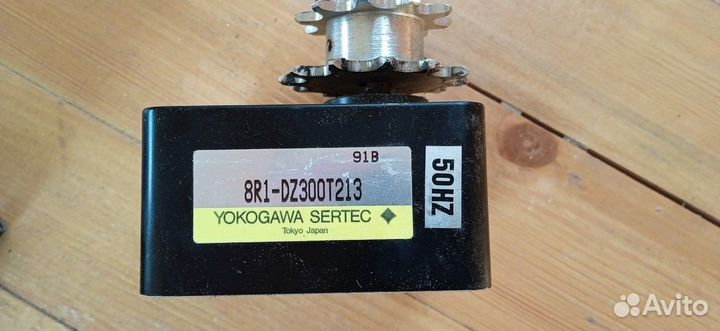 91B
8R1-DZ300T213
YOKOGAWA SERTEC
Tokyo Japan
50HZ
Avito